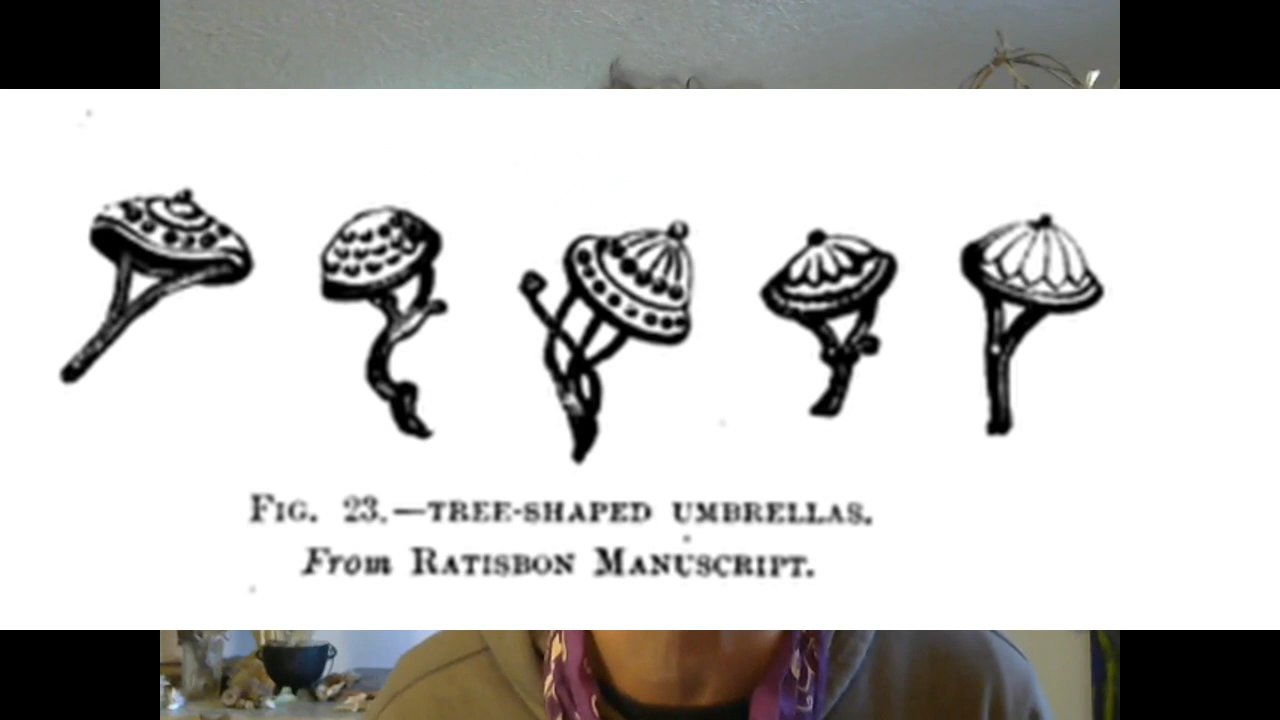 Fig. 23.—TREE-SHAPED UMBRELLAS.
From RATISBON MANUSCRIPT.